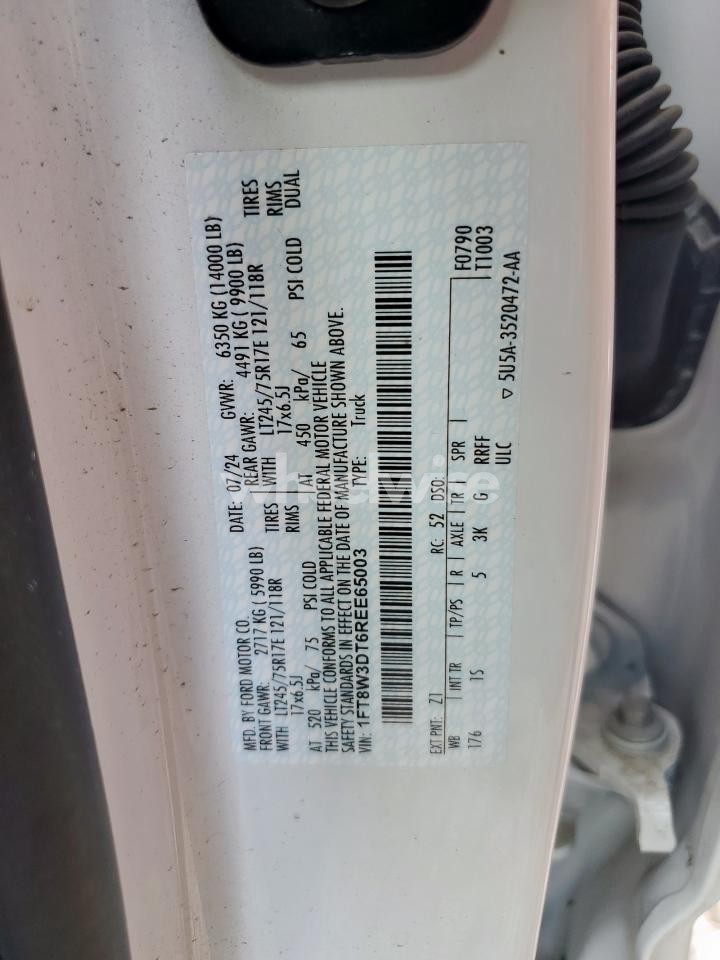 MFD. BY FORD MOTOR CO.
DATE: 07/24 GVWR: 6350 KG (14000 LB)
FRONT GAWR: 2717 KG ( 5990 LB) REAR GAWR: 4491 KG ( 9900 LB)
WITH LT245/75R17E 121/118R TIRES WITH LT245/75R17E 121/118R TIRES
17x6.5J RIMS 17x6.5J RIMS
AT 520 kPa/ 75 PSI COLD AT 450 kPa/ 65 PSI COLD DUAL
THIS VEHICLE CONFORMS TO ALL APPLICABLE FEDERAL MOTOR VEHICLE
SAFETY STANDARDS IN EFFECT ON THE DATE OF MANUFACTURE SHOWN ABOVE.
VIN: 1FT8W3DT6REE65003 TYPE: Truck
EXT PNT: Z1 RC: 52 DSO: F0790
WB INT TR TP/PS R AXLE TR SPR T1003
176 1S 5 3K G RRFF
ULC
▽ 5U5A-3520472-AA
wheelwire